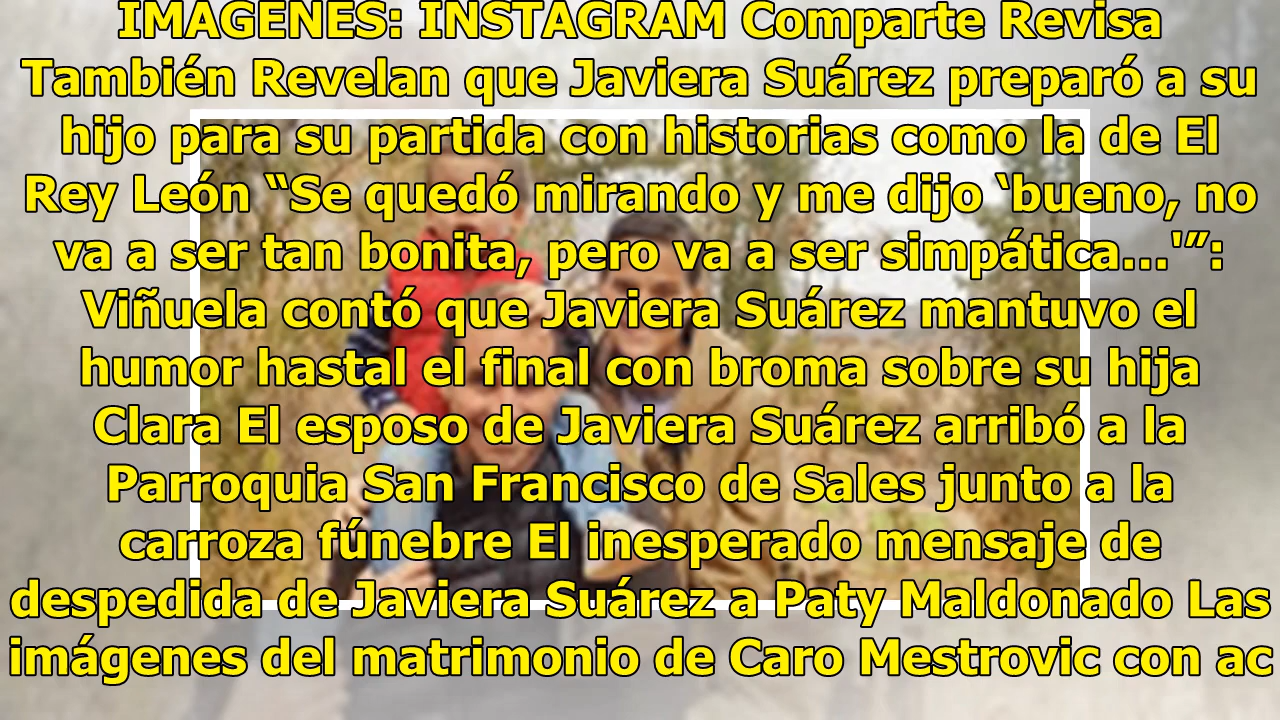 IMÁGENES: INSTAGRAM Comparte Revisa
También Revelan que Javiera Suárez preparó a su
hijo para su partida con historias como la de El
Rey León “Se quedó mirando y me dijo ‘bueno, no
va a ser tan bonita, pero va a ser simpática...'”:
Viñuela contó que Javiera Suárez mantuvo el
humor hastal el final con broma sobre su hija
Clara El esposo de Javiera Suárez arribó a la
Parroquia San Francisco de Sales junto a la
carroza fúnebre El inesperado mensaje de
despedida de Javiera Suárez a Paty Maldonado Las
imágenes del matrimonio de Caro Mestrovic con ac